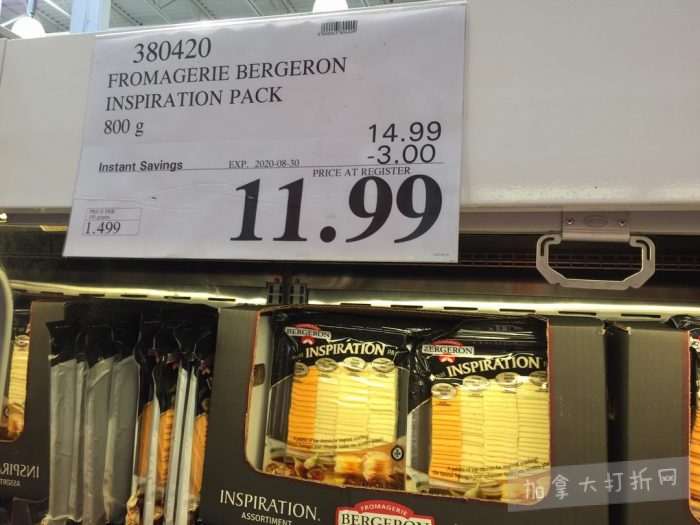 380420
FROMAGERIE BERGERON
INSPIRATION PACK
800 g
14.99
-3.00
Instant Savings EXP. 2020-08-30
PRICE AT REGISTER
11.99
1.499
BERGERON
INSPIRATION
BERGERON
INSPIRATION
INSPIRATION
INSPIRATION
ASSORTIMENT
FROMAGERIE
BERGERON
加拿大打折网